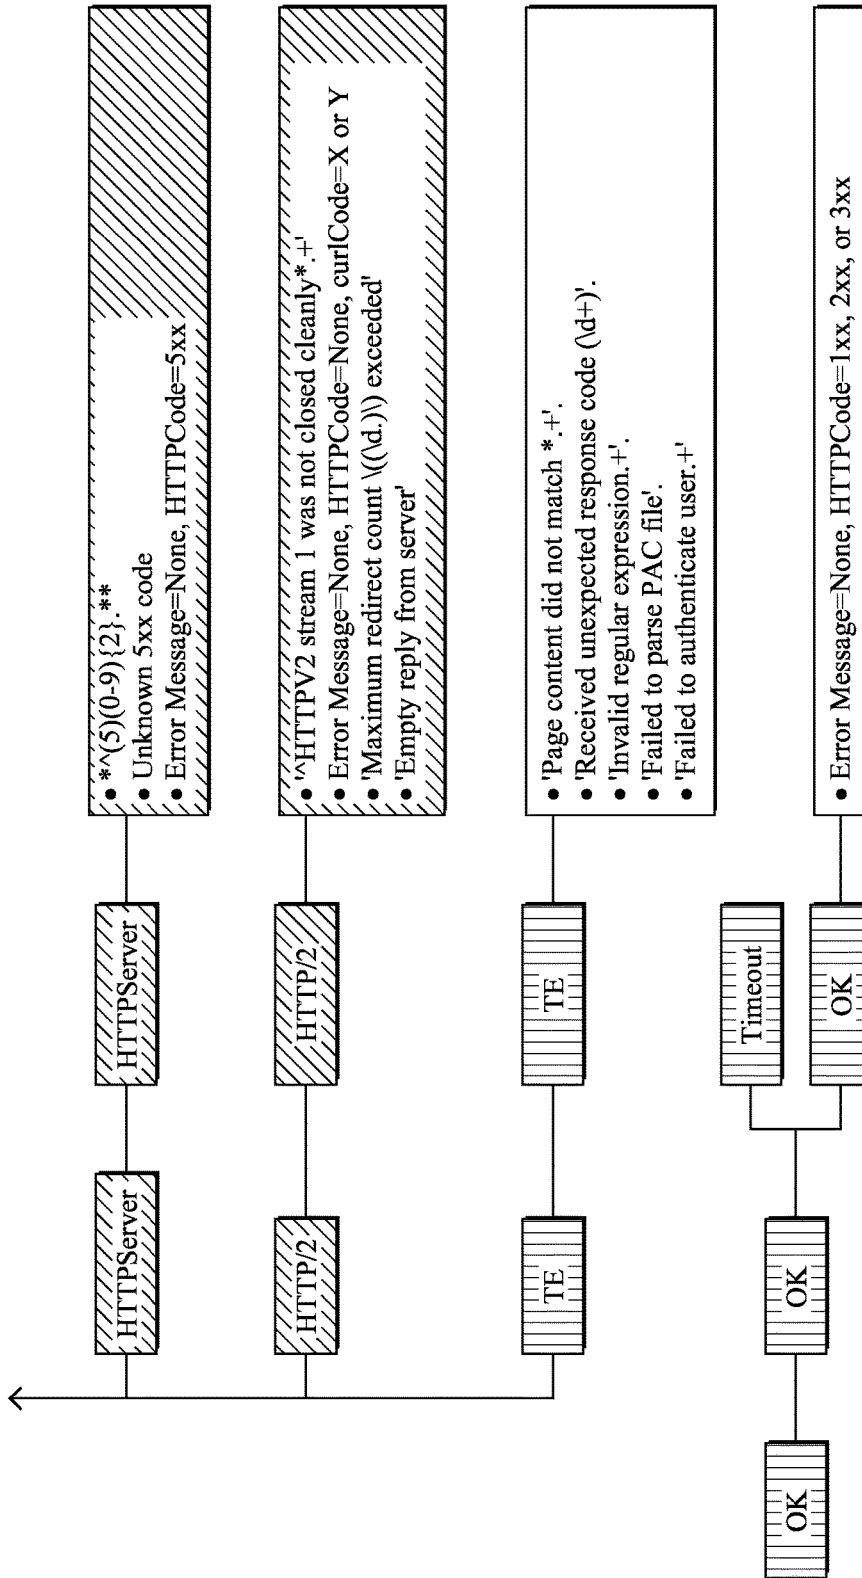 HTTPServer
HTTPServer
*^(5)(0-9){2}.**
Unknown 5xx code
Error Message=None, HTTPCode=5xx
HTTP/2
HTTP/2
'^HTTPV2 stream 1 was not closed cleanly*.+'
Error Message=None, HTTPCode=None, curlCode=X or Y
'Maximum redirect count \((\d.)\) exceeded'
'Empty reply from server'
TE
TE
'Page content did not match *.+'.
'Received unexpected response code (\d+)'.
'Invalid regular expression.+'.
'Failed to parse PAC file'.
'Failed to authenticate user.+'
OK
OK
Timeout
OK
Error Message=None, HTTPCode=1xx, 2xx, or 3xx